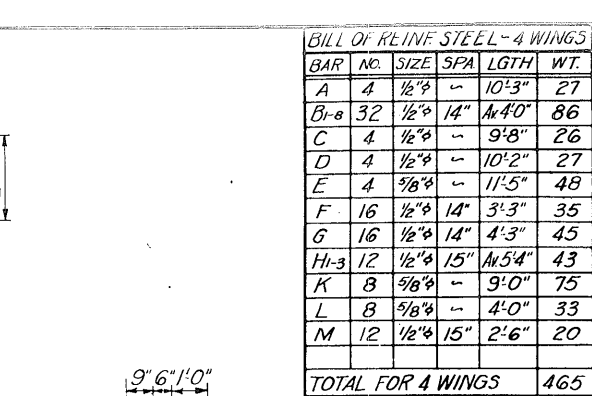 BILL OF REINF. STEEL~4 WINGS
BAR NO. SIZE SPA. LGTH WT.
A 4 1/2"ϕ ~ 10'-3" 27
B1-8 32 1/2"ϕ 14" Av.4'-0" 86
C 4 1/2"ϕ ~ 9'-8" 26
D 4 1/2"ϕ ~ 10'-2" 27
E 4 5/8"ϕ ~ 11'-5" 48
F 16 1/2"ϕ 14" 3'-3" 35
G 16 1/2"ϕ 14" 4'-3" 45
H1-3 12 1/2"ϕ 15" Av.5'4" 43
K 8 5/8"ϕ ~ 9'-0" 75
L 8 5/8"ϕ ~ 4'-0" 33
M 12 1/2"ϕ 15" 2'-6" 20
TOTAL FOR 4 WINGS 465
9" 6" 1'-0"